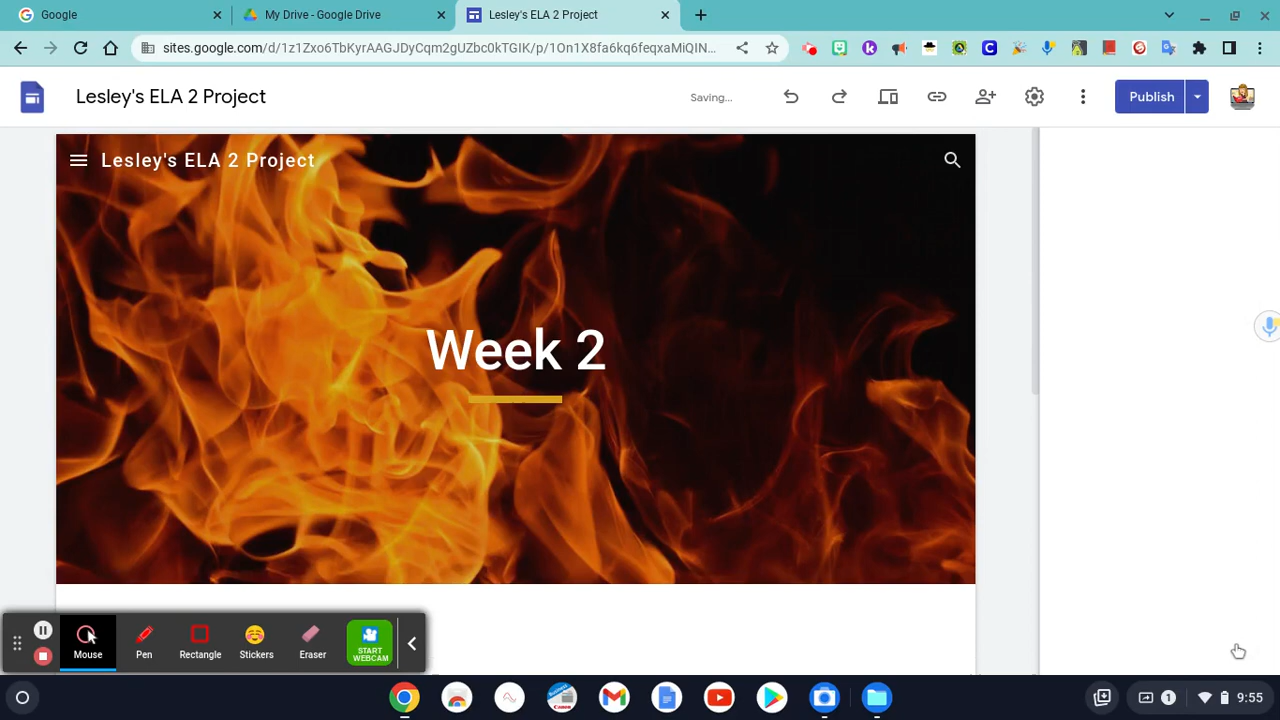 Google
My Drive - Google Drive
Lesley's ELA 2 Project
sites.google.com/d/1z1Zxo6TbKyrAAGJDyCqm2gUZbc0kTGIK/p/1On1X8fa6kq6feqxaMiQIN...
Lesley's ELA 2 Project
Saving...
Publish
Lesley's ELA 2 Project
Week 2
Mouse
Pen
Rectangle
Stickers
Eraser
START
WEBCAM
1
9:55